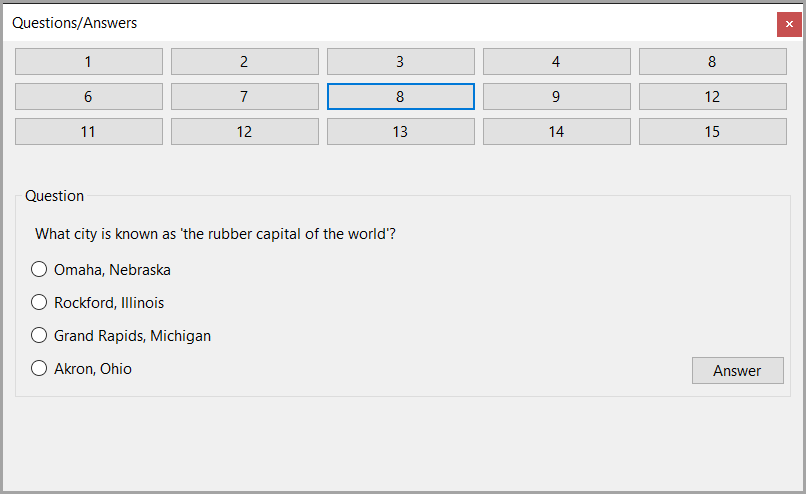 Questions/Answers
1 2 3 4 8
6 7 8 9 12
11 12 13 14 15
Question
What city is known as 'the rubber capital of the world'?
Omaha, Nebraska
Rockford, Illinois
Grand Rapids, Michigan
Akron, Ohio
Answer